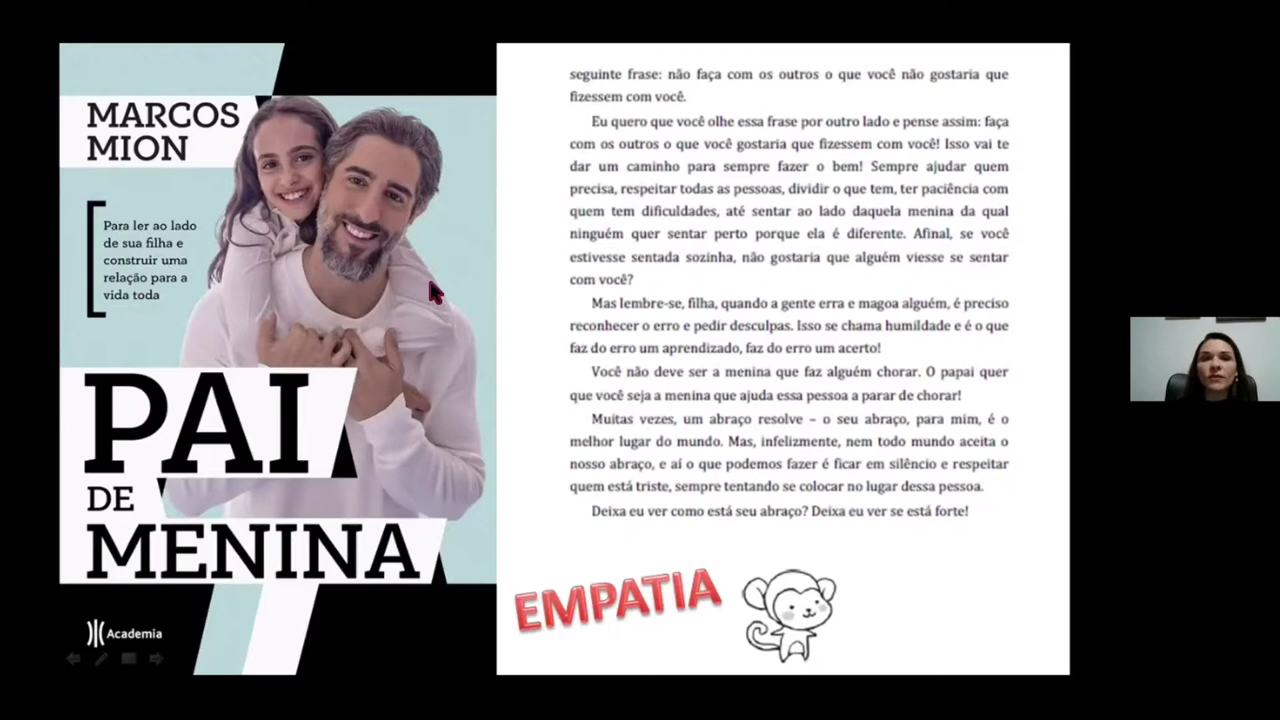 MARCOS
MION
Para ler ao lado
de sua filha e
construir uma
relação para a
vida toda
PAI
DE
MENINA
Academia
seguinte frase: não faça com os outros o que você não gostaria que
fizessem com você.
Eu quero que você olhe essa frase por outro lado e pense assim: faça
com os outros o que você gostaria que fizessem com você! Isso vai te
dar um caminho para sempre fazer o bem! Sempre ajudar quem
precisa, respeitar todas as pessoas, dividir o que tem, ter paciência com
quem tem dificuldades, até sentar ao lado daquela menina da qual
ninguém quer sentar perto porque ela é diferente. Afinal, se você
estivesse sentada sozinha, não gostaria que alguém viesse se sentar
com você?
Mas lembre-se, filha, quando a gente erra e magoa alguém, é preciso
reconhecer o erro e pedir desculpas. Isso se chama humildade e é o que
faz do erro um aprendizado, faz do erro um acerto!
Você não deve ser a menina que faz alguém chorar. O papai quer
que você seja a menina que ajuda essa pessoa a parar de chorar!
Muitas vezes, um abraço resolve – o seu abraço, para mim, é o
melhor lugar do mundo. Mas, infelizmente, nem todo mundo aceita o
nosso abraço, e aí o que podemos fazer é ficar em silêncio e respeitar
quem está triste, sempre tentando se colocar no lugar dessa pessoa.
Deixa eu ver como está seu abraço? Deixa eu ver se está forte!
EMPATIA